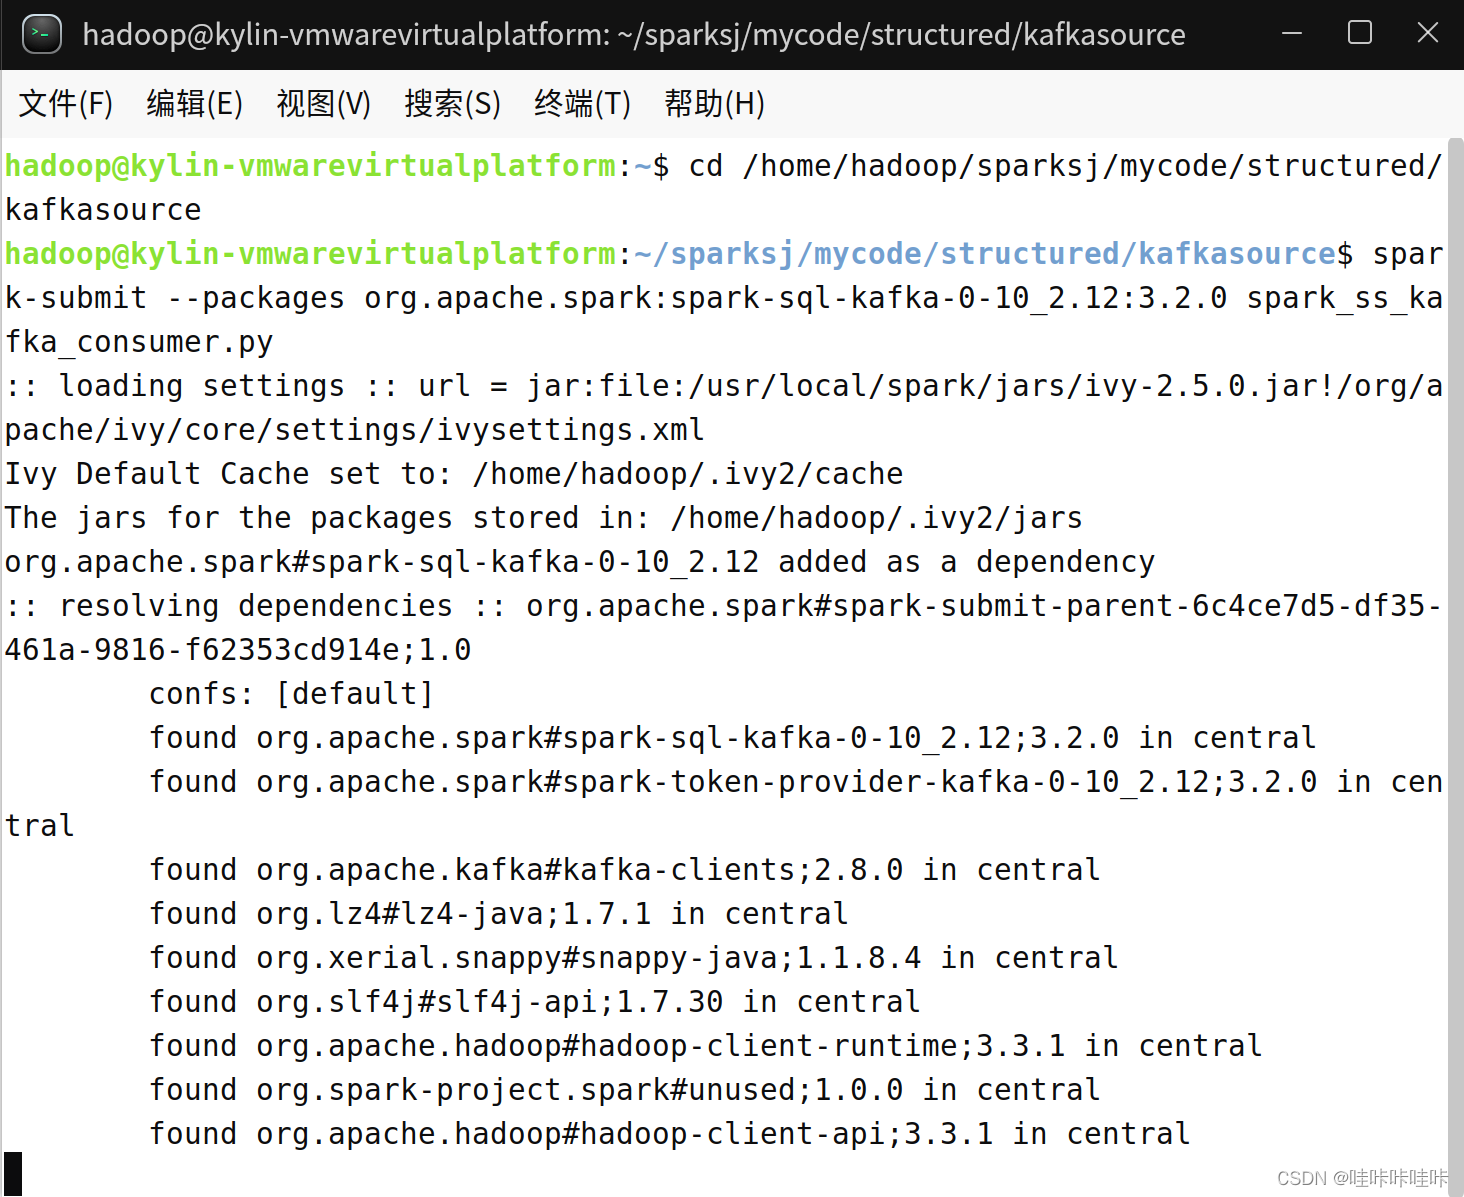 hadoop@kylin-vmwarevirtualplatform: ~/sparksj/mycode/structured/kafkasource
文件(F) 编辑(E) 视图(V) 搜索(S) 终端(T) 帮助(H)
hadoop@kylin-vmwarevirtualplatform:~$ cd /home/hadoop/sparksj/mycode/structured/
kafkasource
hadoop@kylin-vmwarevirtualplatform:~/sparksj/mycode/structured/kafkasource$ spar
k-submit --packages org.apache.spark:spark-sql-kafka-0-10_2.12:3.2.0 spark_ss_ka
fka_consumer.py
:: loading settings :: url = jar:file:/usr/local/spark/jars/ivy-2.5.0.jar!/org/a
pache/ivy/core/settings/ivysettings.xml
Ivy Default Cache set to: /home/hadoop/.ivy2/cache
The jars for the packages stored in: /home/hadoop/.ivy2/jars
org.apache.spark#spark-sql-kafka-0-10_2.12 added as a dependency
:: resolving dependencies :: org.apache.spark#spark-submit-parent-6c4ce7d5-df35-
461a-9816-f62353cd914e;1.0
confs: [default]
found org.apache.spark#spark-sql-kafka-0-10_2.12;3.2.0 in central
found org.apache.spark#spark-token-provider-kafka-0-10_2.12;3.2.0 in cen
tral
found org.apache.kafka#kafka-clients;2.8.0 in central
found org.lz4#lz4-java;1.7.1 in central
found org.xerial.snappy#snappy-java;1.1.8.4 in central
found org.slf4j#slf4j-api;1.7.30 in central
found org.apache.hadoop#hadoop-client-runtime;3.3.1 in central
found org.spark-project.spark#unused;1.0.0 in central
found org.apache.hadoop#hadoop-client-api;3.3.1 in central
CSDN @哇咔咔哇咔